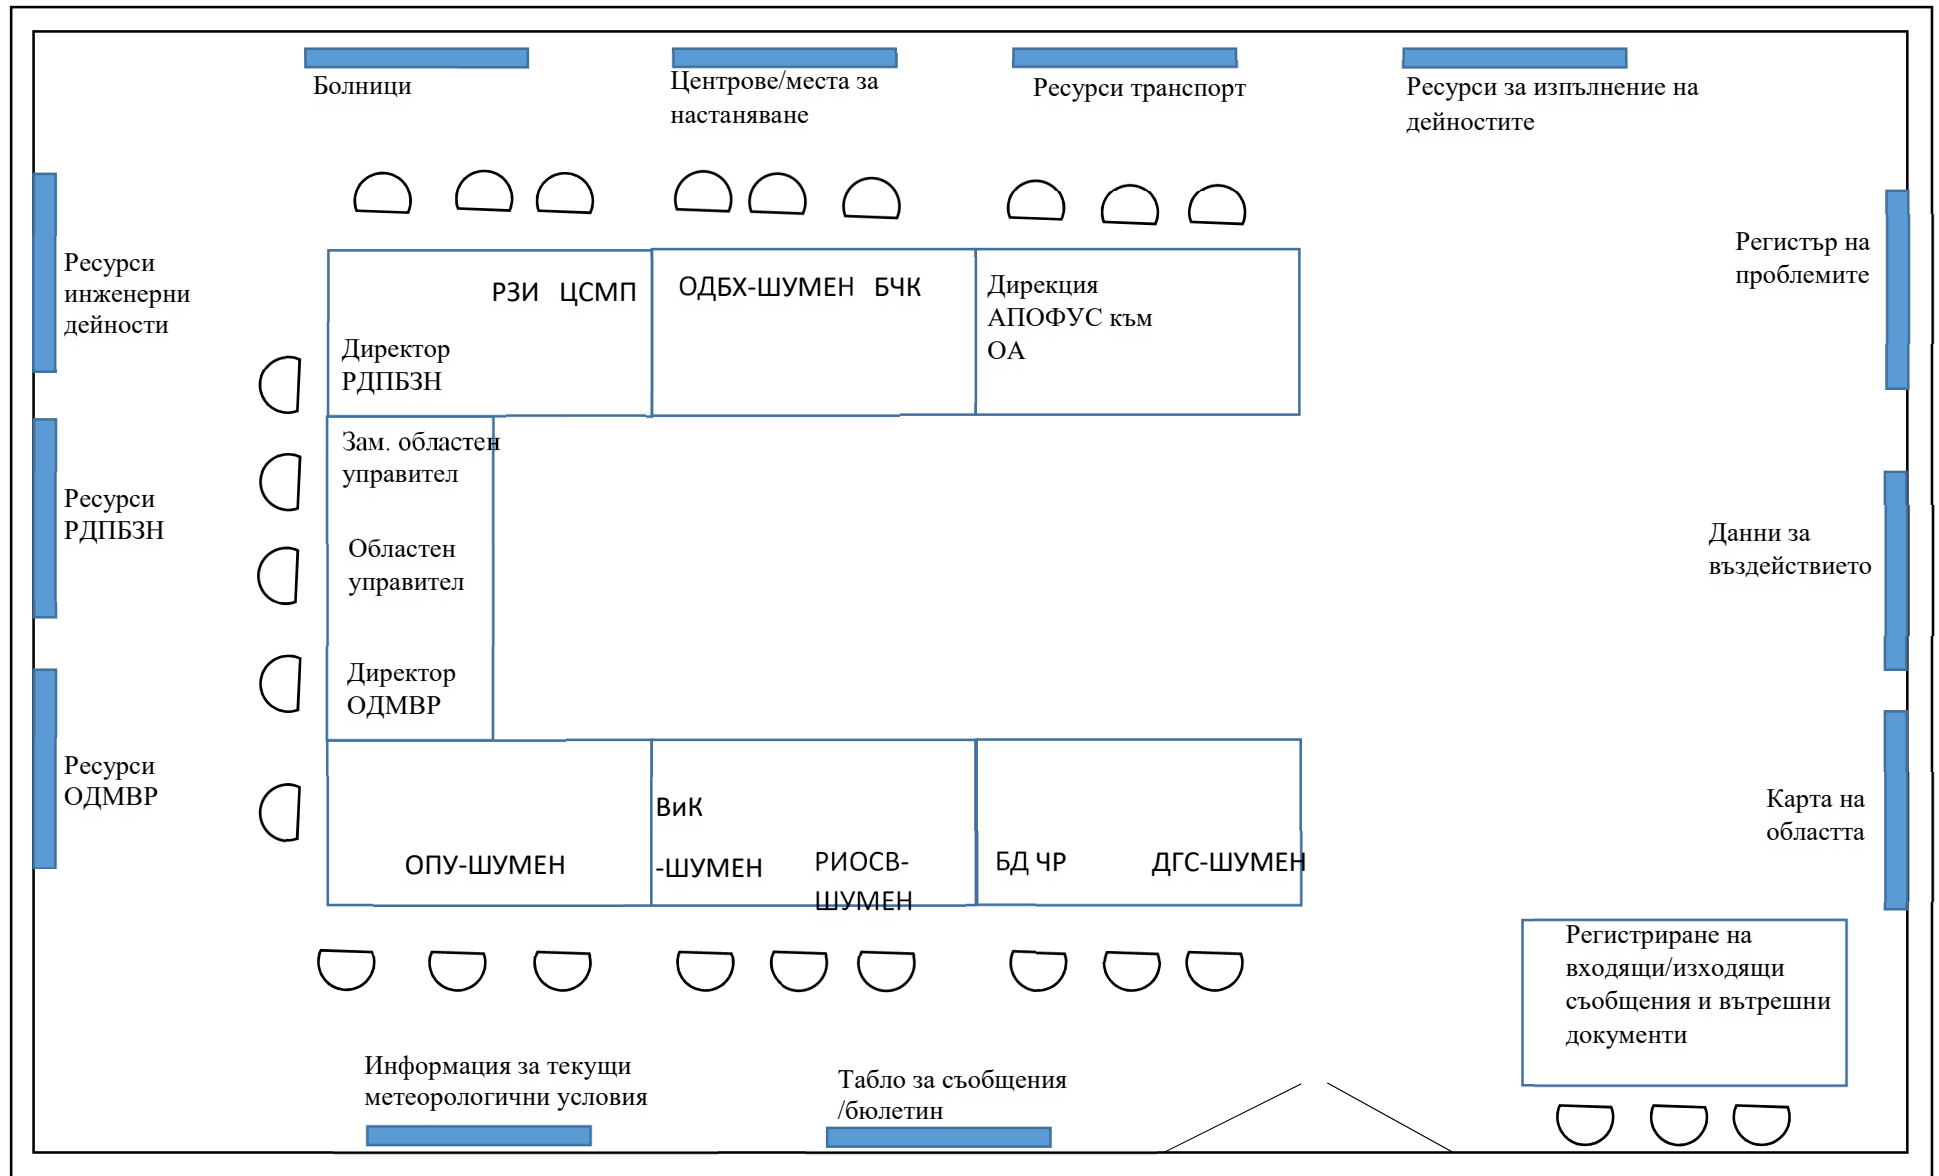 Болници
Центрове/места за
настаняване
Ресурси транспорт
Ресурси за изпълнение на
дейностите
Ресурси
инженерни
дейности
Регистър на
проблемите
РЗИ ЦСМП
ОДБХ-ШУМЕН БЧК
Дирекция
АПОФУС към
ОА
Директор
РДПБЗН
Зам. областен
управител
Ресурси
РДПБЗН
Областен
управител
Данни за
въздействието
Директор
ОДМВР
Ресурси
ОДМВР
Карта на
областта
ОПУ-ШУМЕН
ВиК
-ШУМЕН
РИОСВ-
ШУМЕН
БД ЧР
ДГС-ШУМЕН
Регистриране на
входящи/изходящи
съобщения и вътрешни
документи
Информация за текущи
метеорологични условия
Табло за съобщения
/бюлетин